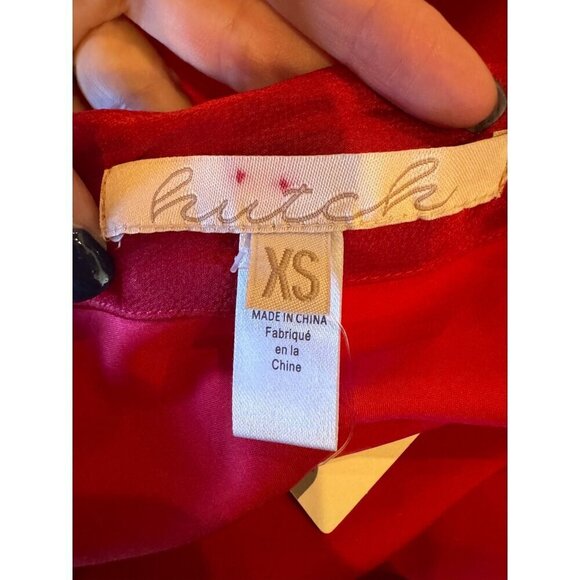 hutch
XS
MADE IN CHINA
Fabriqué
en la
Chine